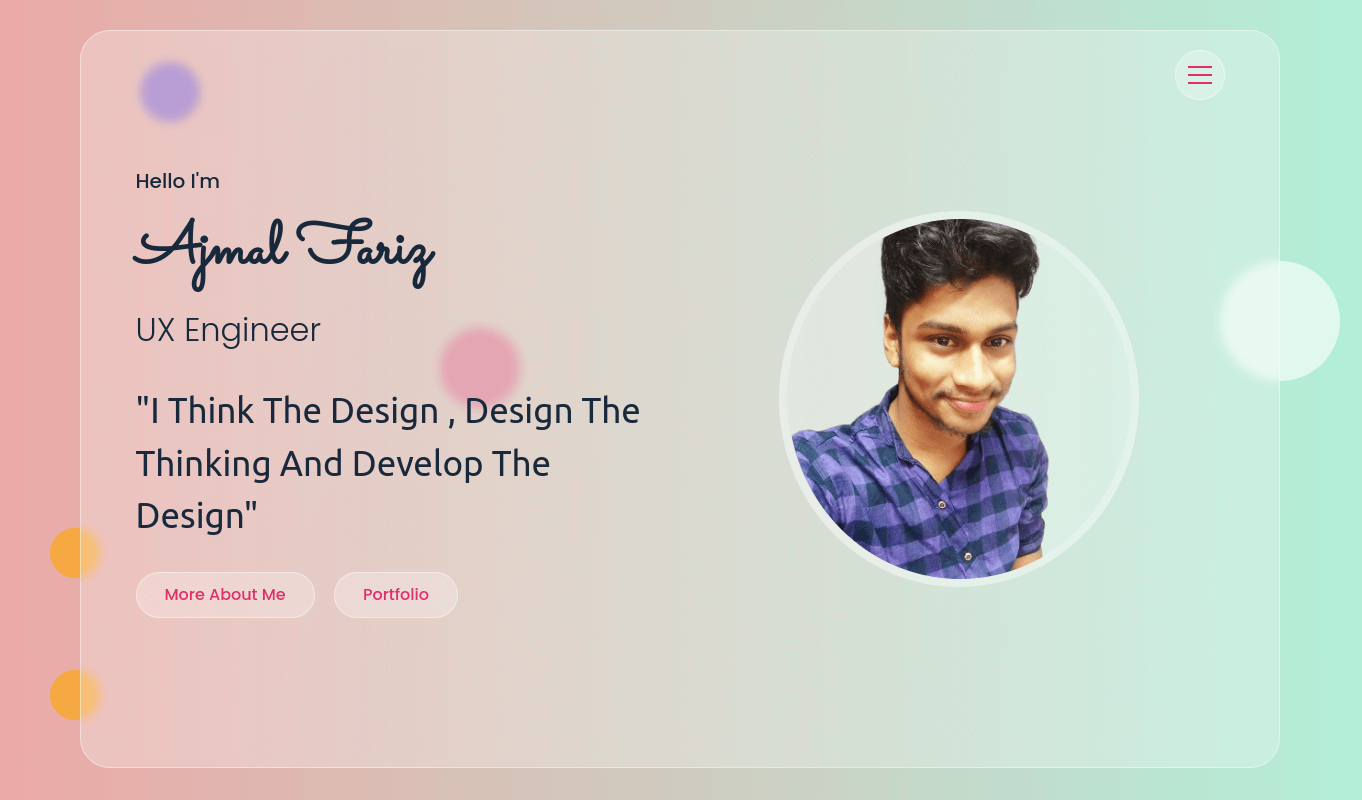 Hello I'm
Ajmal Fariz
UX Engineer
"I Think The Design , Design The
Thinking And Develop The
Design"
More About Me
Portfolio